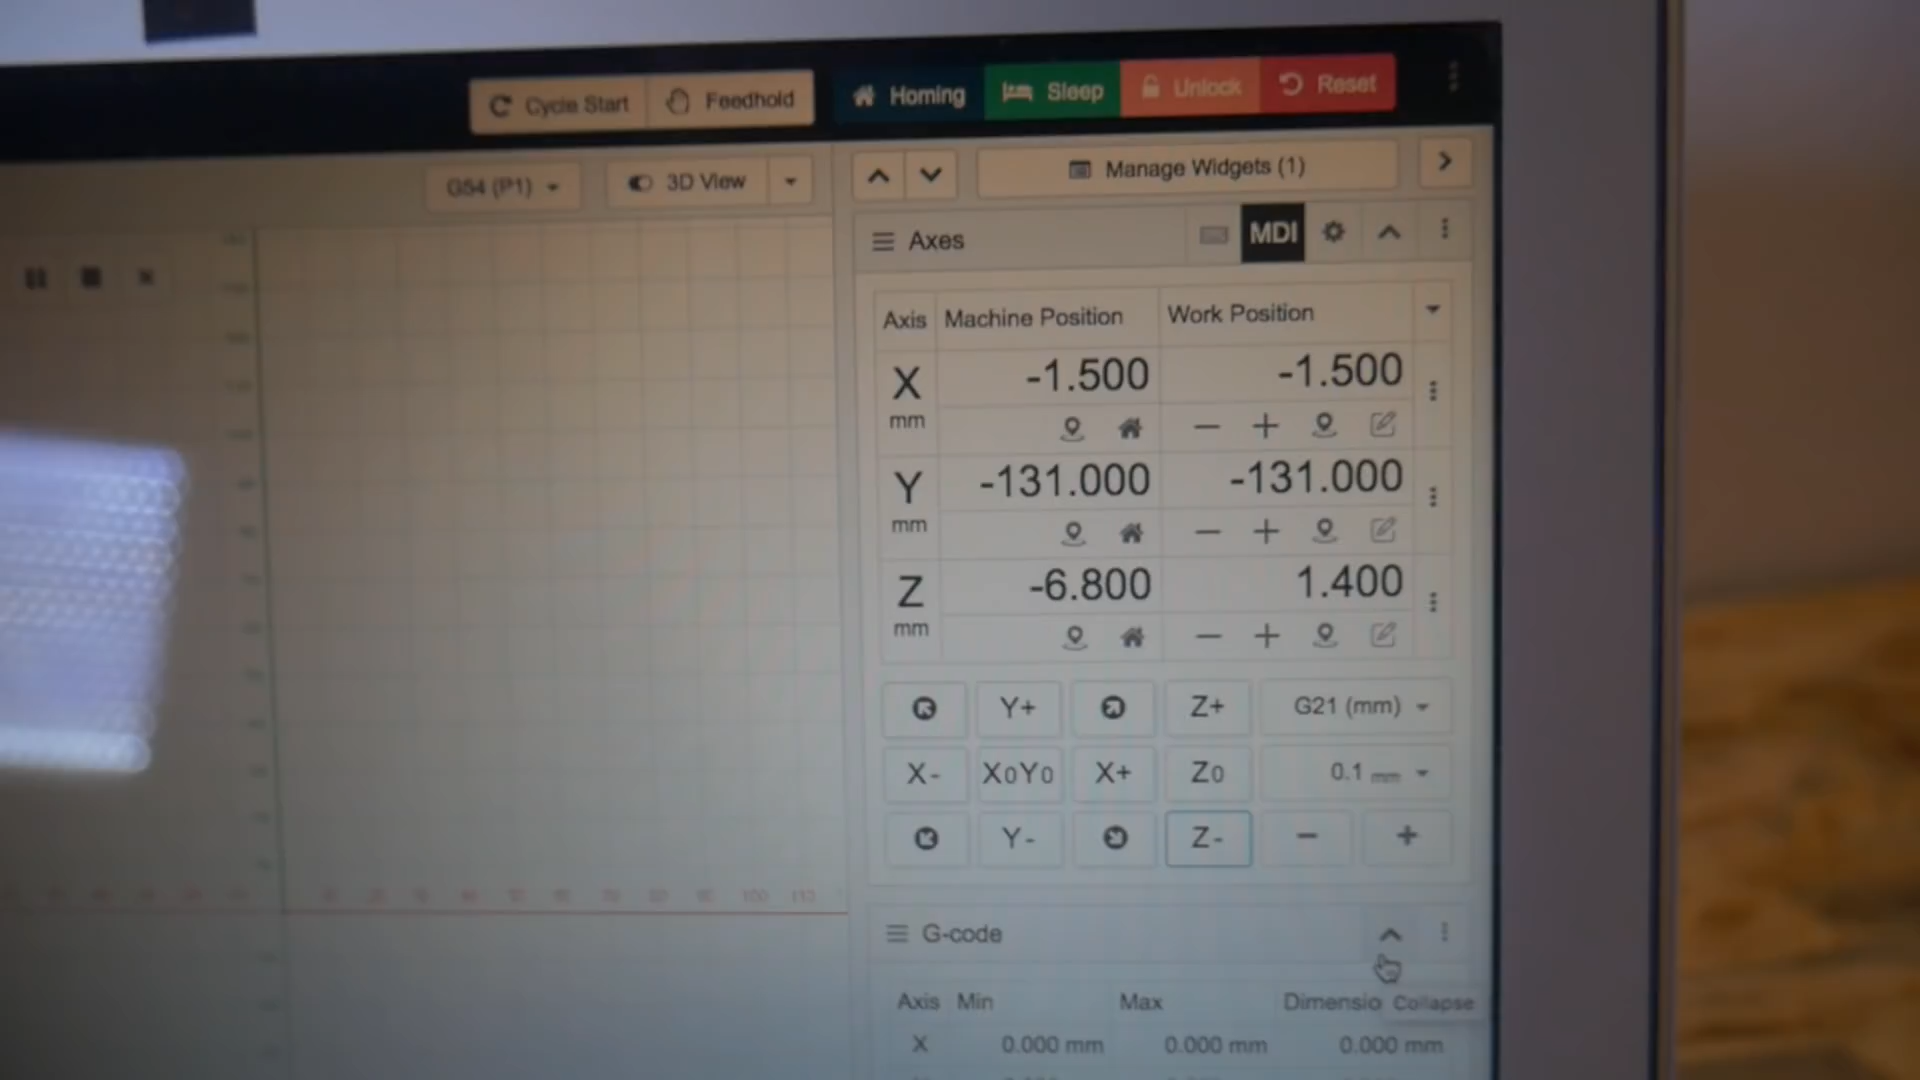 Cycle Start Feedhold Homing Sleep Unlock Reset
G54 (P1) 3D View Manage Widgets (1)
Axes MDI
Axis Machine Position Work Position
X -1.500 -1.500
mm
Y -131.000 -131.000
mm
Z -6.800 1.400
mm
Y+ Z+ G21 (mm)
X- X0Y0 X+ Z0 0.1 mm
Y- Z- − +
100 110
G-code
Axis Min Max Dimensio Collapse
X 0.000 mm 0.000 mm 0.000 mm